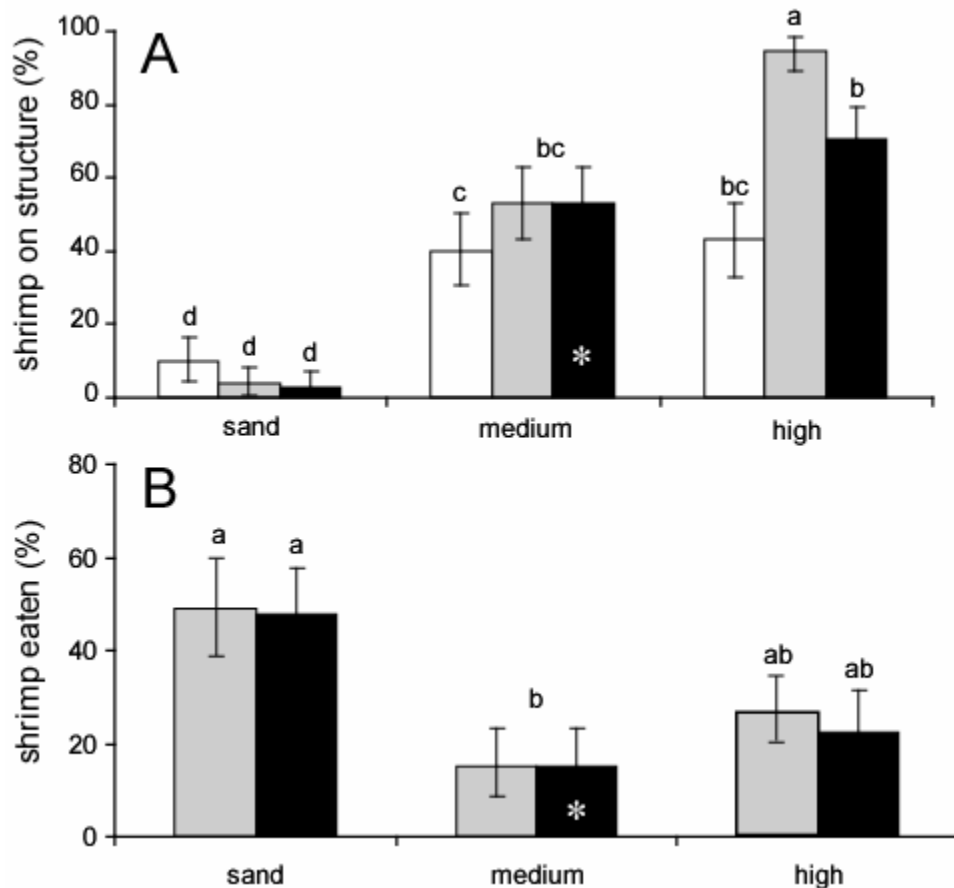 A
shrimp on structure (%)
100
80
60
40
20
0
d
d
d
c
bc
*
bc
a
b
sand
medium
high
B
shrimp eaten (%)
80
60
40
20
0
a
a
b
*
ab
ab
sand
medium
high